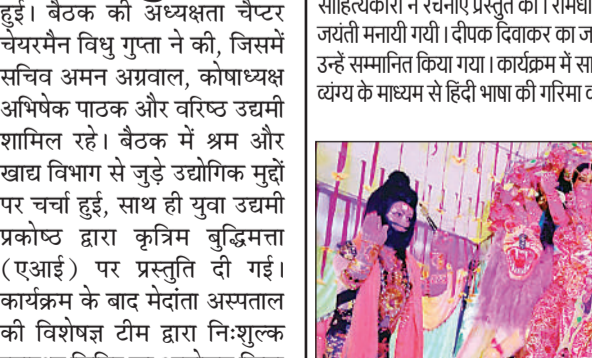 हुई। बैठक की अध्यक्षता चैप्टर
चेयरमैन विधु गुप्ता ने की, जिसमें
सचिव अमन अग्रवाल, कोषाध्यक्ष
अभिषेक पाठक और वरिष्ठ उद्यमी
शामिल रहे। बैठक में श्रम और
खाद्य विभाग से जुड़े उद्योगिक मुद्दों
पर चर्चा हुई, साथ ही युवा उद्यमी
प्रकोष्ठ द्वारा कृत्रिम बुद्धिमत्ता
(एआई) पर प्रस्तुति दी गई।
कार्यक्रम के बाद मेदांता अस्पताल
की विशेषज्ञ टीम द्वारा निःशुल्क
साहित्यकारों ने रचनाएं प्रस्तुत कीं।
जयंती मनायी गयी। दीपक दिवाकर का ज
उन्हें सम्मानित किया गया। कार्यक्रम में सा
व्यंग्य के माध्यम से हिंदी भाषा की गरिमा